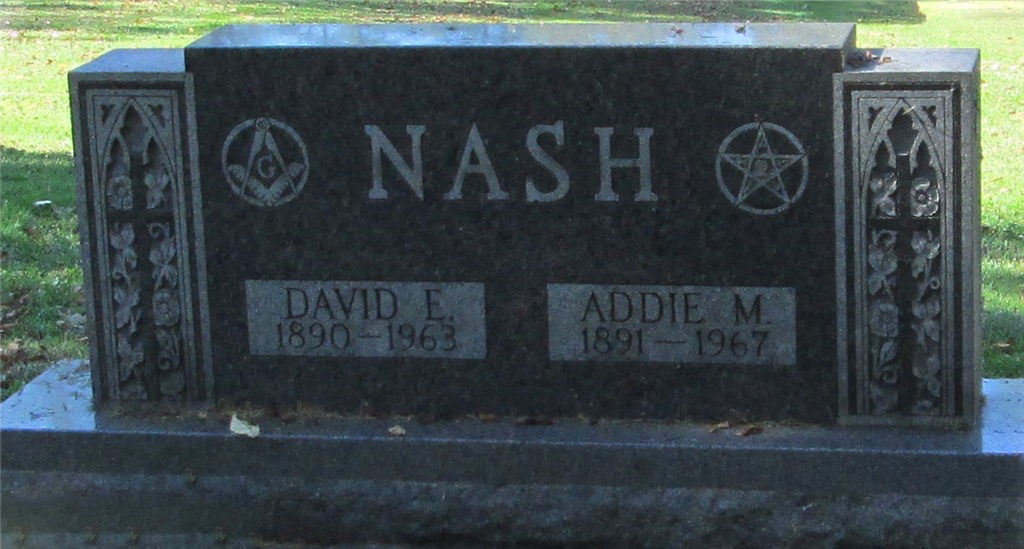 G
NASH
DAVID E.
1890–1963
ADDIE M.
1891—1967